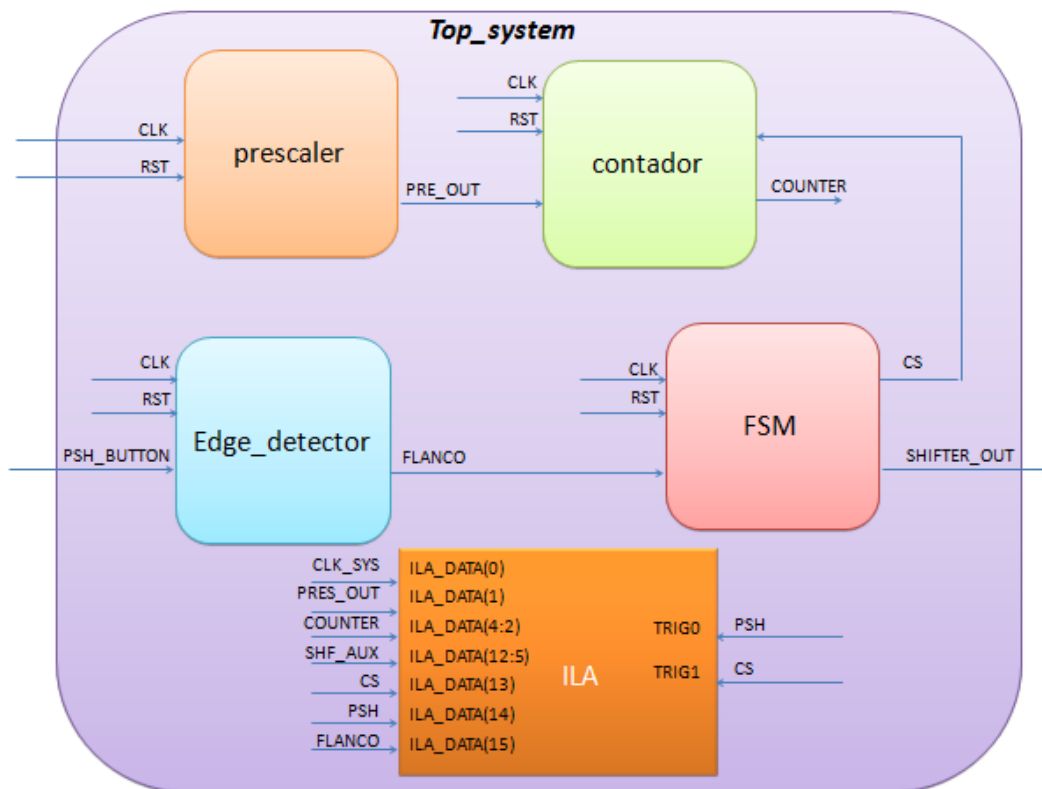 Top_system
CLK
RST
prescaler
PRE_OUT
CLK
RST
contador
COUNTER
CLK
RST
PSH_BUTTON
Edge_detector
FLANCO
CLK
RST
FSM
CS
SHIFTER_OUT
CLK_SYS
PRES_OUT
COUNTER
SHF_AUX
CS
PSH
FLANCO
ILA_DATA(0)
ILA_DATA(1)
ILA_DATA(4:2)
ILA_DATA(12:5)
ILA_DATA(13)
ILA_DATA(14)
ILA_DATA(15)
ILA
TRIG0
TRIG1
PSH
CS